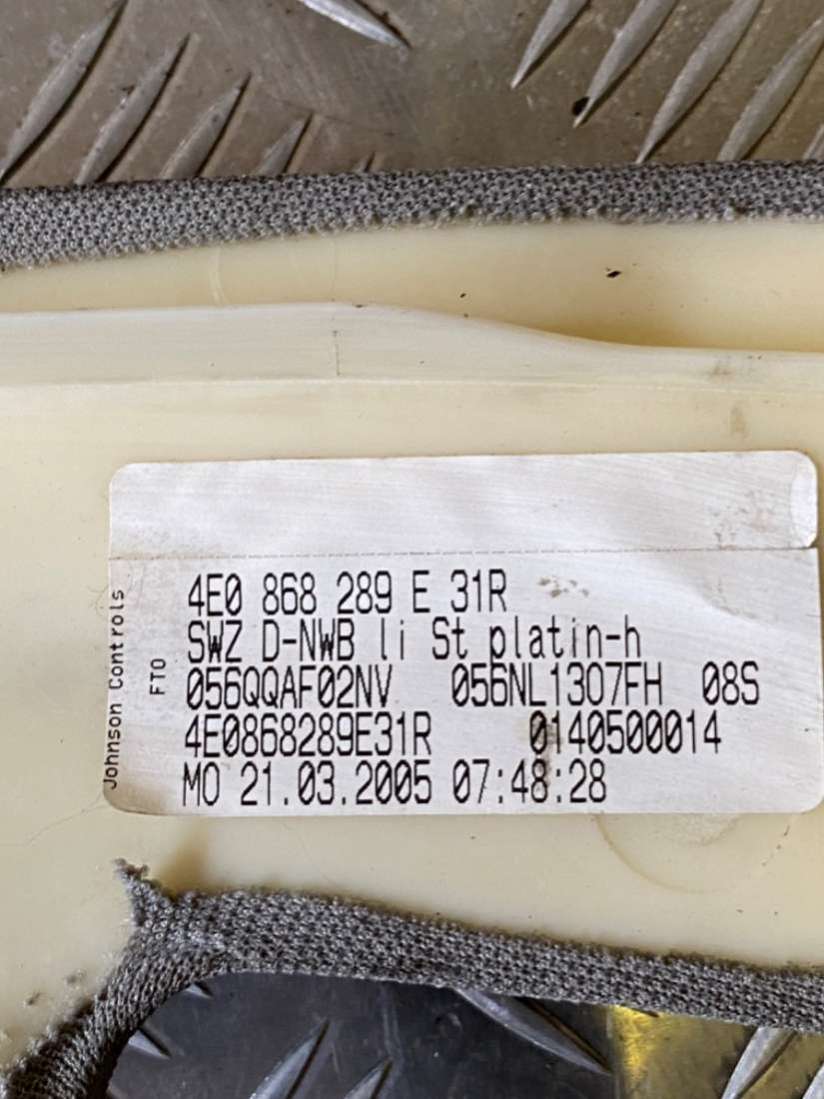 4E0 868 289 E 31R
SWZ D-NWB li St platin-h
056QQAF02NV 056NL1307FH 08S
4E0868289E31R 0140500014
MO 21.03.2005 07:48:28
Johnson Controls
FTO